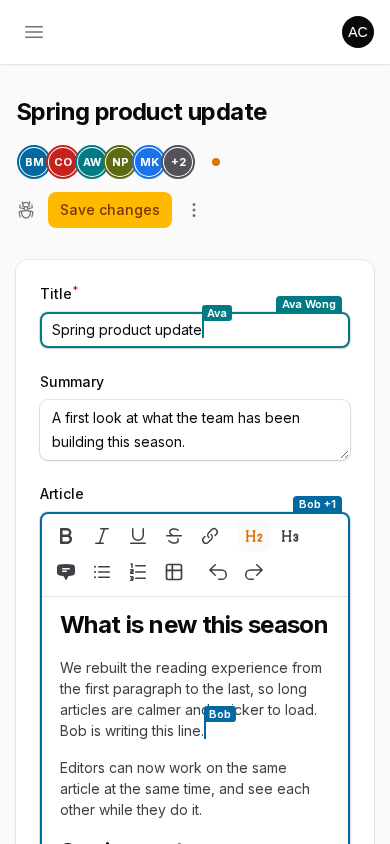 AC
Spring product update
BM CO AW NP MK +2
Save changes
Title*
Ava Wong
Ava
Spring product update
Summary
A first look at what the team has been
building this season.
Article
Bob +1
B I U S H2 H3
What is new this season
We rebuilt the reading experience from
the first paragraph to the last, so long
articles are calmer and quicker to load.
Bob
Bob is writing this line.
Editors can now work on the same
article at the same time, and see each
other while they do it.